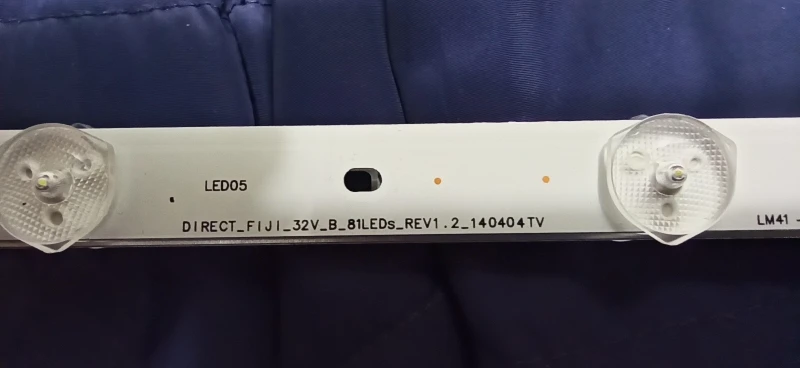 LED05
DIRECT_FIJI_32V_B_81LEDs_REV1.2_140404TV
LM41 -